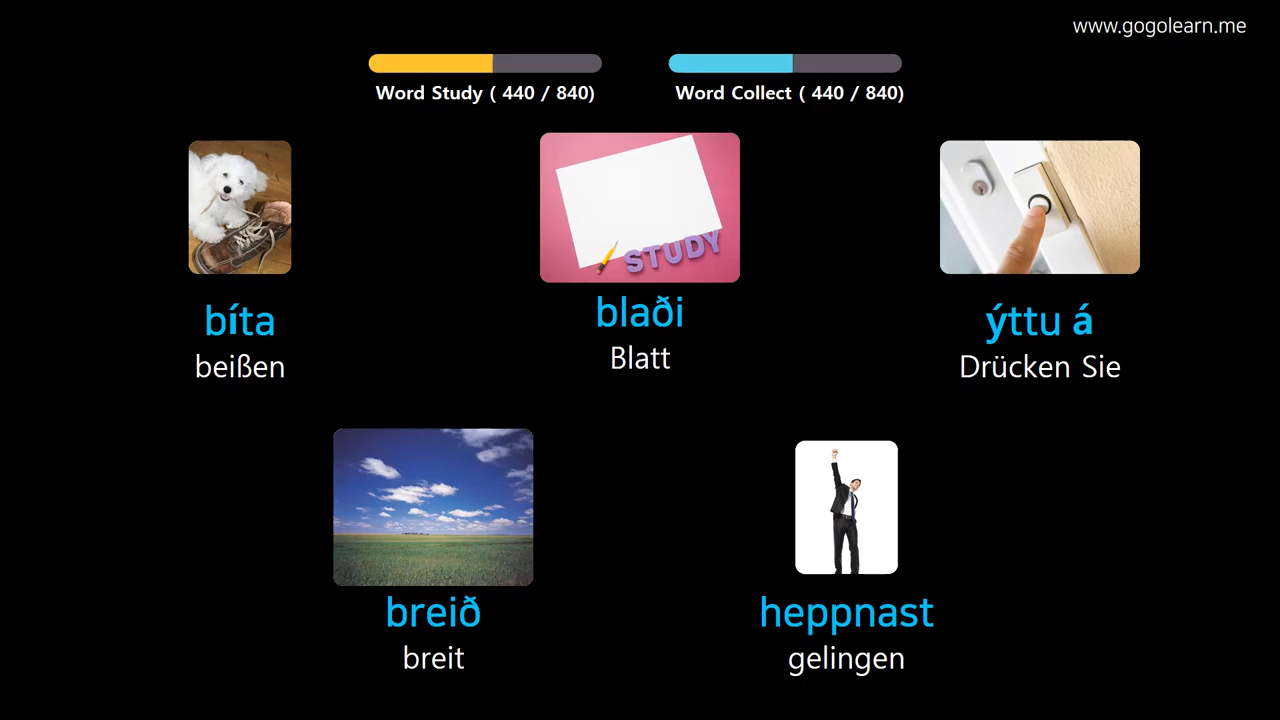 www.gogolearn.me
Word Study ( 440 / 840)
Word Collect ( 440 / 840)
STUDY
bíta
beißen
blaði
Blatt
ýttu á
Drücken Sie
breið
breit
heppnast
gelingen